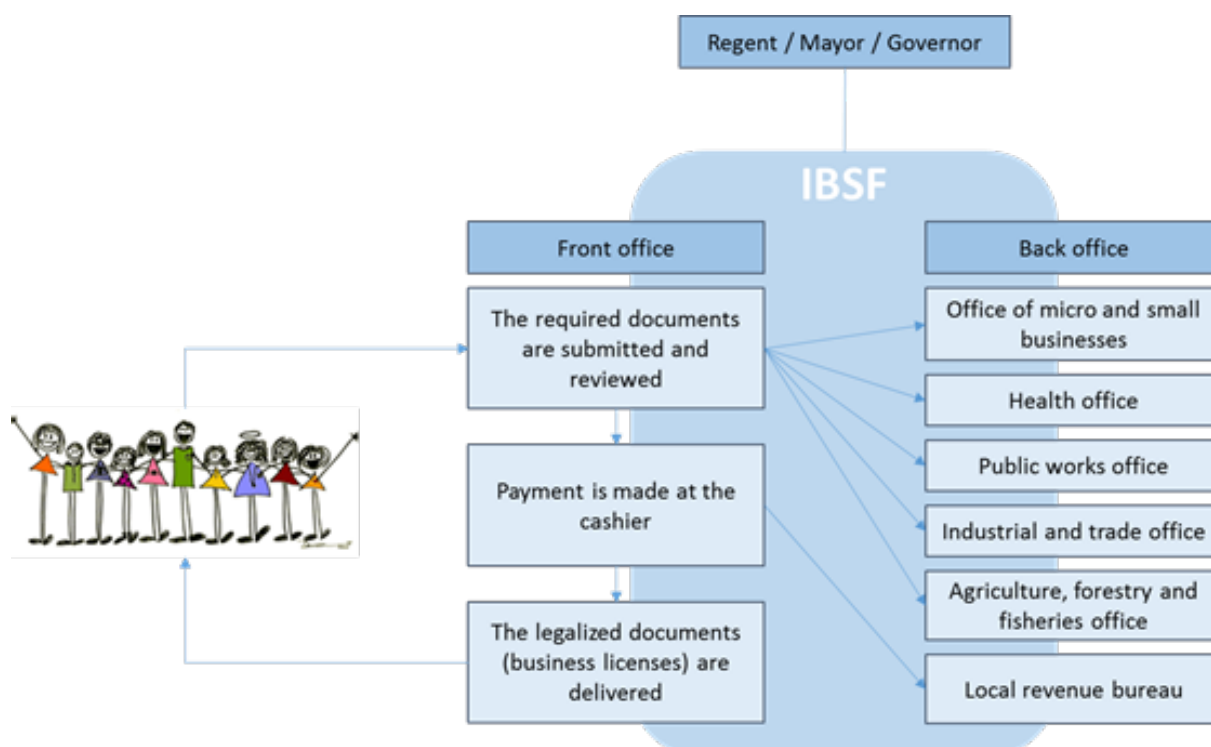 Regent / Mayor / Governor
IBSF
Front office
The required documents
are submitted and
reviewed
Payment is made at the
cashier
The legalized documents
(business licenses) are
delivered
Back office
Office of micro and small
businesses
Health office
Public works office
Industrial and trade office
Agriculture, forestry and
fisheries office
Local revenue bureau